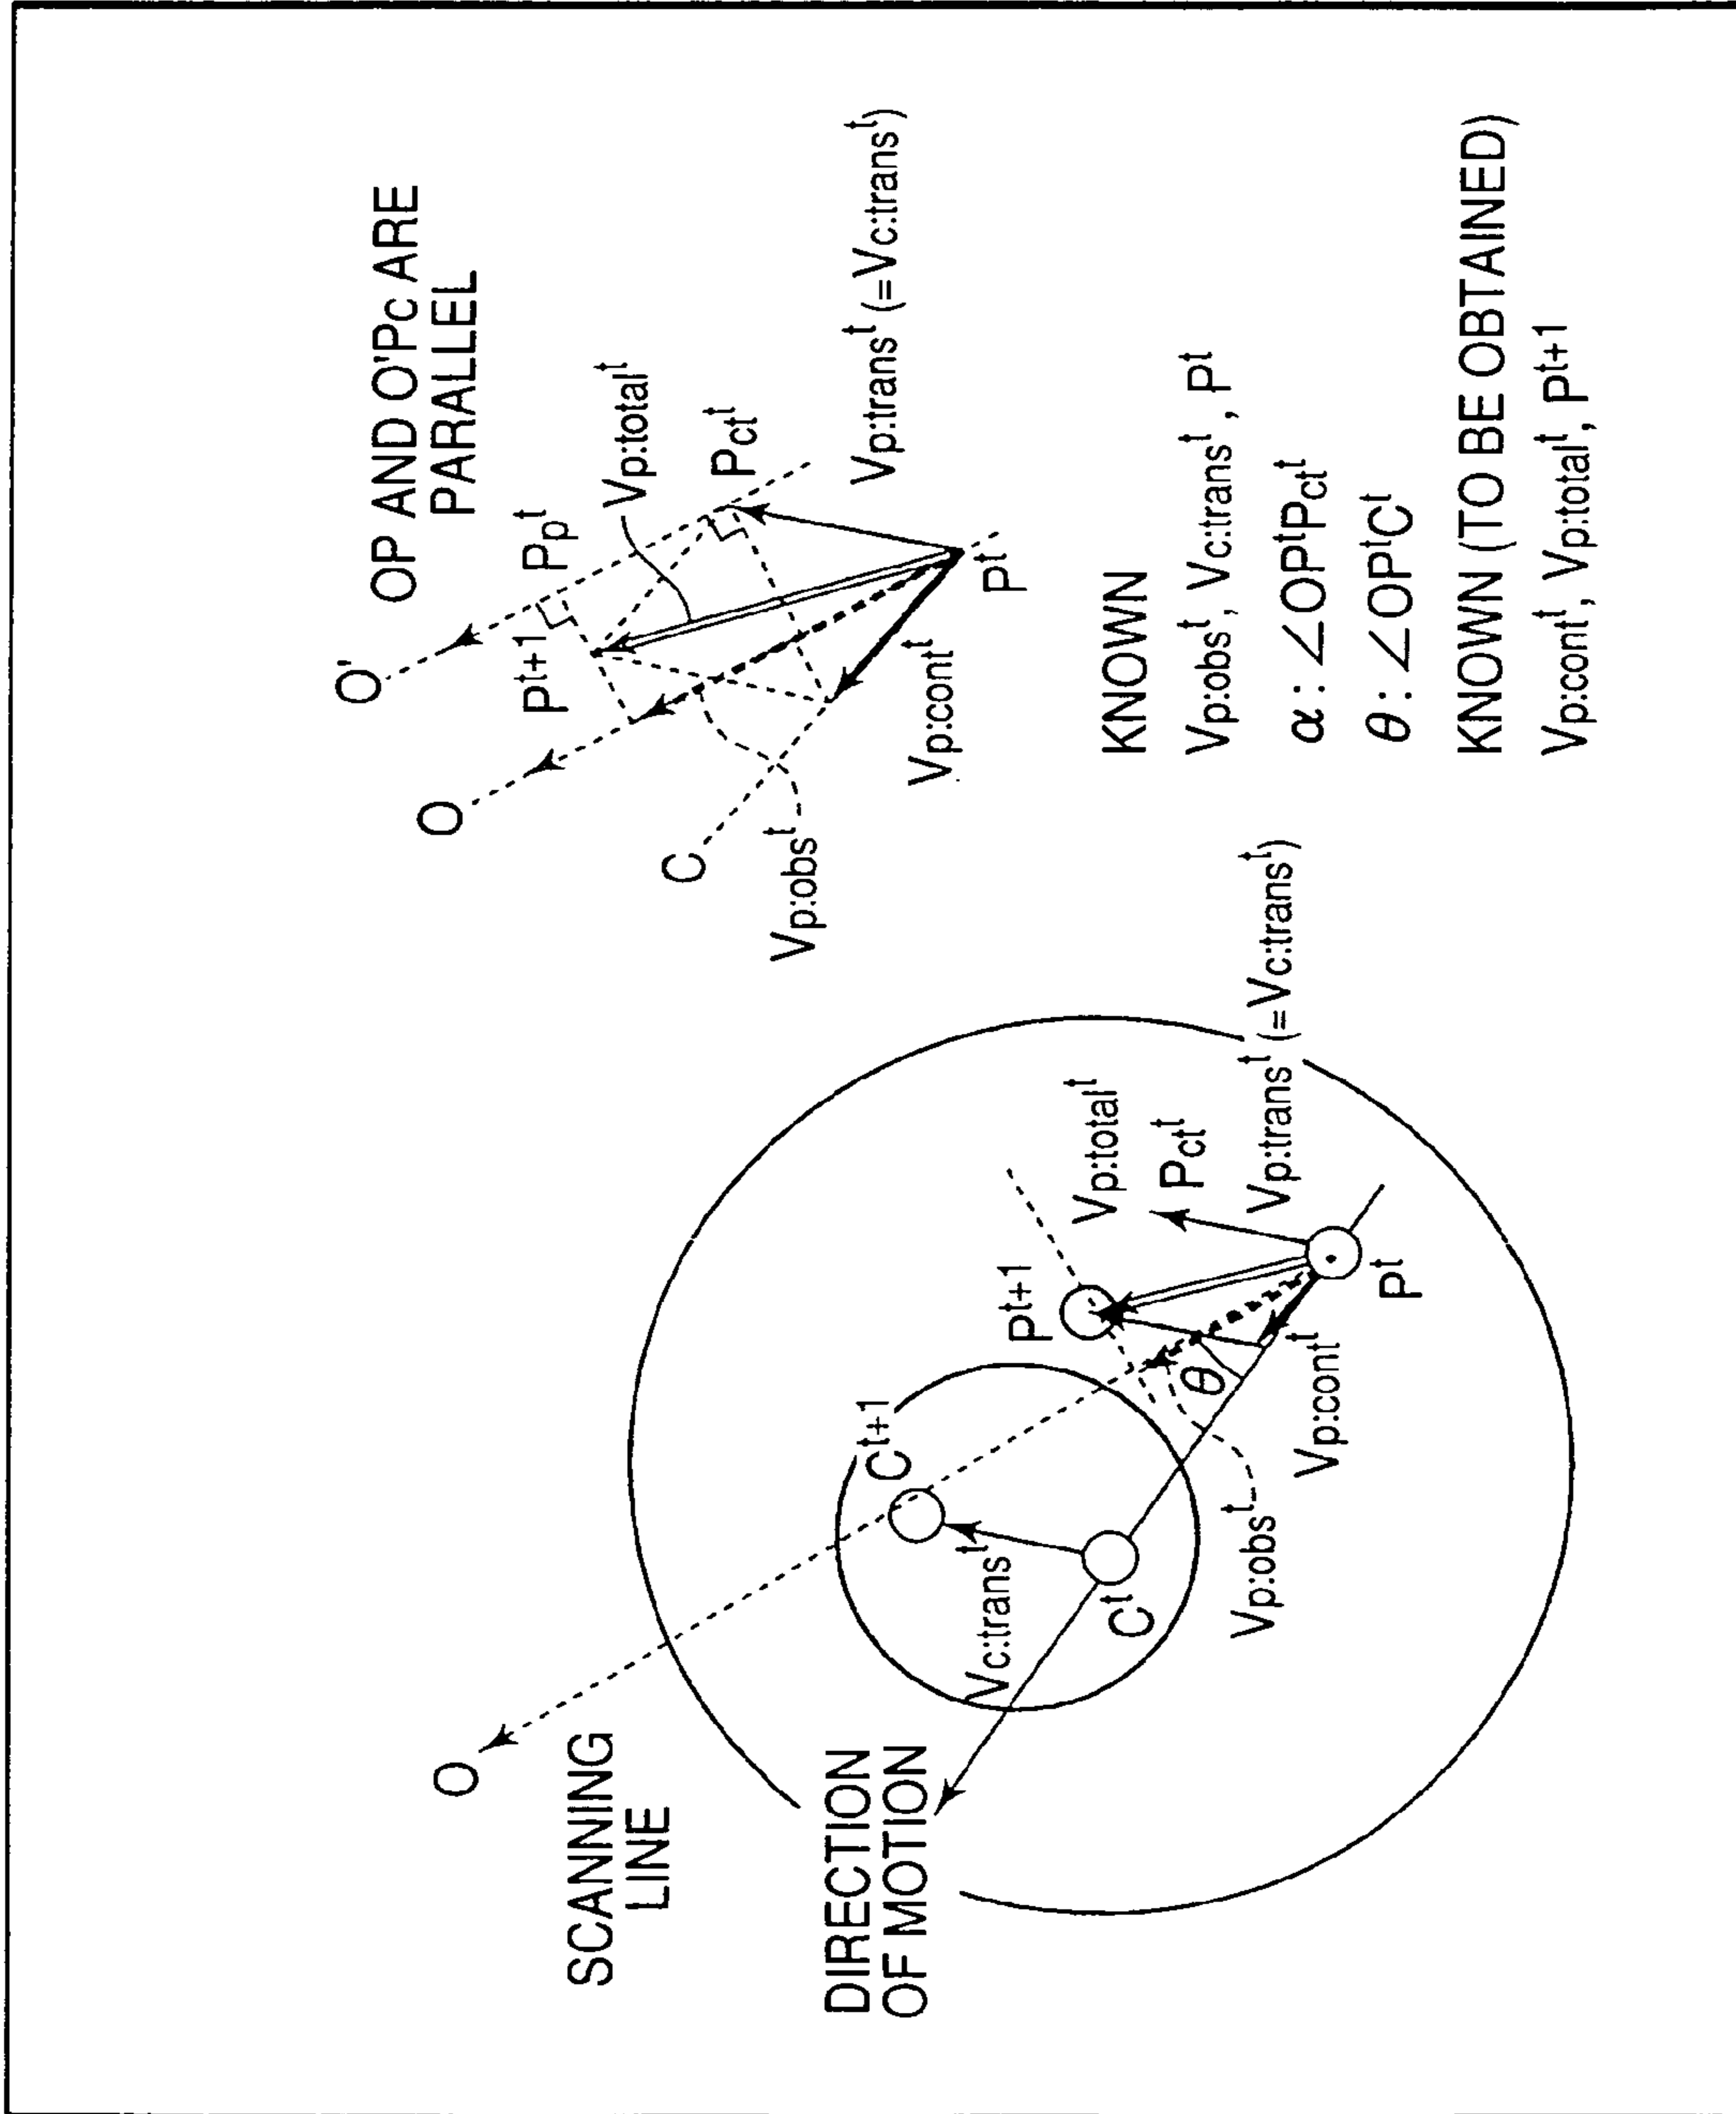 O
SCANNING
LINE
DIRECTION
OF MOTION
Vc:trans^t
C^t+1
C^t
P^t+1
Vp:total^t
Pct^t
Vp:trans^t (=Vc:trans^t)
θ
Vp:obs^t
Vp:cont^t
P^t
OP AND O'Pc ARE
PARALLEL
O'
O
P^t+1
Pp^t
Vp:total^t
C
Pct^t
Vp:obs^t
Vp:cont^t
P^t
Vp:trans^t (=Vc:trans^t)
KNOWN
Vp:obs^t, Vc:trans^t, P^t
α: ∠OP^tPct^t
θ: ∠OP^tC^t
KNOWN (TO BE OBTAINED)
Vp:cont^t, Vp:total^t, P^t+1